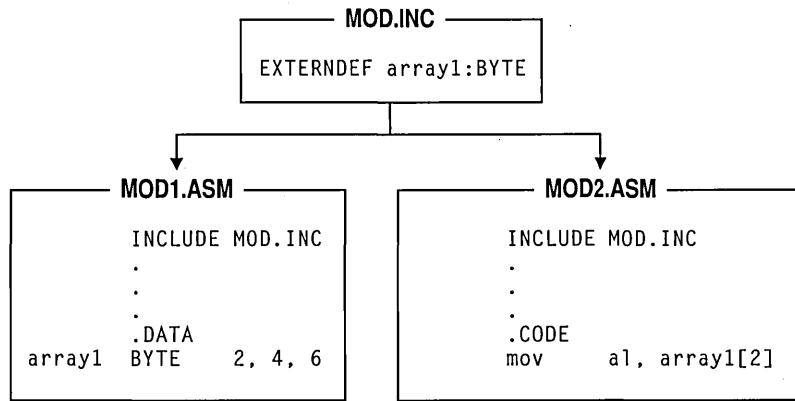 MOD.INC
EXTERNDEF array1:BYTE
MOD1.ASM
INCLUDE MOD.INC
.
.
.
.DATA
array1 BYTE 2, 4, 6
MOD2.ASM
INCLUDE MOD.INC
.
.
.
.CODE
mov al, array1[2]